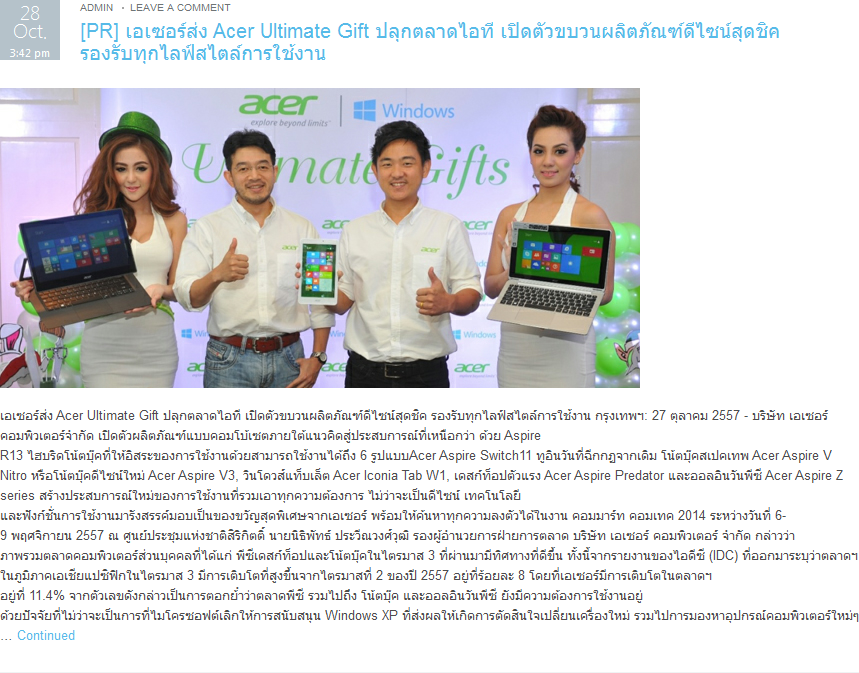 28
Oct.
3:42 pm
ADMIN • LEAVE A COMMENT
[PR] เอเซอร์ส่ง Acer Ultimate Gift ปลุกตลาดไอที เปิดตัวขบวนผลิตภัณฑ์ดีไซน์สุดชิค
รองรับทุกไลฟ์สไตล์การใช้งาน
acer Windows
explore beyond limits
Ultimate Gifts
acer
acer
Windows
Windows
acer
เอเซอร์ส่ง Acer Ultimate Gift ปลุกตลาดไอที เปิดตัวขบวนผลิตภัณฑ์ดีไซน์สุดชิค รองรับทุกไลฟ์สไตล์การใช้งาน กรุงเทพฯ: 27 ตุลาคม 2557 - บริษัท เอเซอร์
คอมพิวเตอร์จำกัด เปิดตัวผลิตภัณฑ์แบบคอมโบ้เซตภายใต้แนวคิดสู่ประสบการณ์ที่เหนือกว่า ด้วย Aspire
R13 ไฮบริดโน้ตบุ๊คที่ให้อิสระของการใช้งานด้วยสามารถใช้งานได้ถึง 6 รูปแบบAcer Aspire Switch11 ทูอินวันที่ฉีกกฎจากเดิม โน้ตบุ๊คสเปคเทพ Acer Aspire V
Nitro หรือโน้ตบุ๊คดีไซน์ใหม่ Acer Aspire V3, วินโดวส์แท็บเล็ต Acer Iconia Tab W1, เดสก์ท็อปตัวแรง Acer Aspire Predator และออลอินวันพีซี Acer Aspire Z
series สร้างประสบการณ์ใหม่ของการใช้งานที่รวมเอาทุกความต้องการ ไม่ว่าจะเป็นดีไซน์ เทคโนโลยี
และฟังก์ชั่นการใช้งานมารังสรรค์มอบเป็นของขวัญสุดพิเศษจากเอเซอร์ พร้อมให้ค้นหาทุกความลงตัวได้ในงาน คอมมาร์ท คอมเทค 2014 ระหว่างวันที่ 6-
9 พฤศจิกายน 2557 ณ ศูนย์ประชุมแห่งชาติสิริกิตติ์ นายนิธิพัทธ์ ประวีณวงศ์วุฒิ รองผู้อำนวยการฝ่ายการตลาด บริษัท เอเซอร์ คอมพิวเตอร์ จำกัด กล่าวว่า
ภาพรวมตลาดคอมพิวเตอร์ส่วนบุคคลที่ได้แก่ พีซีเดสก์ท็อปและโน้ตบุ๊คในไตรมาส 3 ที่ผ่านมามีทิศทางที่ดีขึ้น ทั้งนี้จากรายงานของไอดีซี (IDC) ที่ออกมาระบุว่าตลาดฯ
ในภูมิภาคเอเชียแปซิฟิกในไตรมาส 3 มีการเติบโตที่สูงขึ้นจากไตรมาสที่ 2 ของปี 2557 อยู่ที่ร้อยละ 8 โดยที่เอเซอร์มีการเติบโตในตลาดฯ
อยู่ที่ 11.4% จากตัวเลขดังกล่าวเป็นการตอกย้ำว่าตลาดพีซี รวมไปถึง โน้ตบุ๊ค และออลอินวันพีซี ยังมีความต้องการใช้งานอยู่
ด้วยปัจจัยที่ไม่ว่าจะเป็นการที่ไมโครซอฟต์เลิกให้การสนับสนุน Windows XP ที่ส่งผลให้เกิดการตัดสินใจเปลี่ยนเครื่องใหม่ รวมไปการมองหาอุปกรณ์คอมพิวเตอร์ใหม่ๆ
… Continued